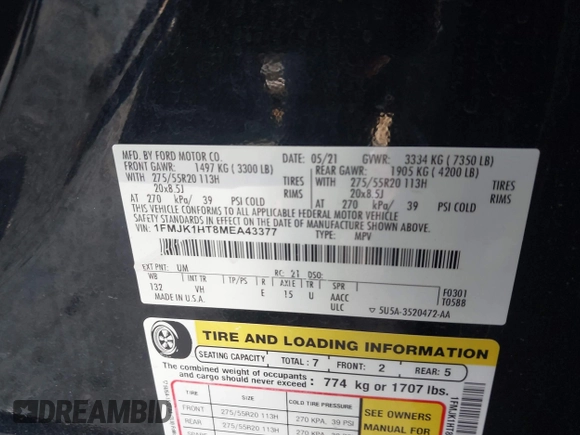 MFD. BY FORD MOTOR CO. DATE: 05/21 GVWR: 3334 KG ( 7350 LB)
FRONT GAWR: 1497 KG ( 3300 LB) REAR GAWR: 1905 KG ( 4200 LB)
WITH 275/55R20 113H TIRES WITH 275/55R20 113H TIRES
20x8.5J RIMS 20x8.5J RIMS
AT 270 kPa/ 39 PSI COLD AT 270 kPa/ 39 PSI COLD
THIS VEHICLE CONFORMS TO ALL APPLICABLE FEDERAL MOTOR VEHICLE
SAFETY STANDARDS IN EFFECT ON THE DATE OF MANUFACTURE SHOWN ABOVE.
VIN: 1FMJK1HT8MEA43377
TYPE: MPV
EXT PNT: UM RC: 21 DSO:
WB INT TR TP/PS R AXLE TR SPR F0301
132 VH E 15 U AACC T0588
MADE IN U.S.A. ULC ▽ 5U5A-3520472-AA
TIRE AND LOADING INFORMATION
SEATING CAPACITY TOTAL: 7 FRONT: 2 REAR: 5
The combined weight of occupants
and cargo should never exceed : 774 kg or 1707 lbs.
TIRE SIZE COLD TIRE PRESSURE
FRONT 275/55R20 113H 270 KPA, 39 PSI
REAR 275/55R20 113H
SEE OWNERS
MANUAL FOR
DREAMBID